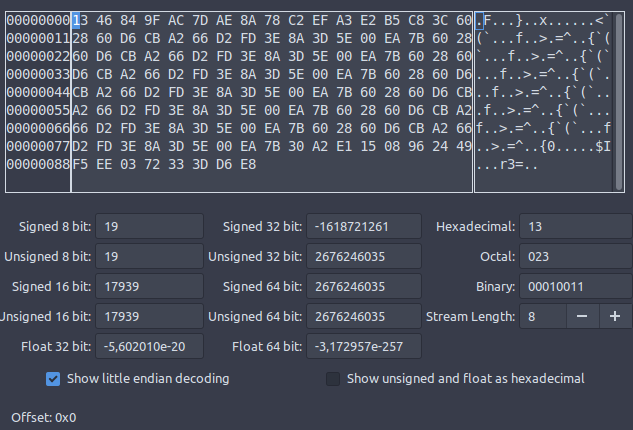 00000000 13 46 84 9F AC 7D AE 8A 78 C2 EF A3 E2 B5 C8 3C 60 .F...}..x......<`
00000011 28 60 D6 CB A2 66 D2 FD 3E 8A 3D 5E 00 EA 7B 60 28 (`...f..>.=^..{`(
00000022 60 D6 CB A2 66 D2 FD 3E 8A 3D 5E 00 EA 7B 60 28 60 `...f..>.=^..{`(`
00000033 D6 CB A2 66 D2 FD 3E 8A 3D 5E 00 EA 7B 60 28 60 D6 ...f..>.=^..{`(`.
00000044 CB A2 66 D2 FD 3E 8A 3D 5E 00 EA 7B 60 28 60 D6 CB ..f..>.=^..{`(`..
00000055 A2 66 D2 FD 3E 8A 3D 5E 00 EA 7B 60 28 60 D6 CB A2 .f..>.=^..{`(`...
00000066 66 D2 FD 3E 8A 3D 5E 00 EA 7B 60 28 60 D6 CB A2 66 f..>.=^..{`(`...f
00000077 D2 FD 3E 8A 3D 5E 00 EA 7B 30 A2 E1 15 08 96 24 49 ..>.=^..{0.....$I
00000088 F5 EE 03 72 33 3D D6 E8 ...r3=..
Signed 8 bit: 19 Signed 32 bit: -1618721261 Hexadecimal: 13
Unsigned 8 bit: 19 Unsigned 32 bit: 2676246035 Octal: 023
Signed 16 bit: 17939 Signed 64 bit: 2676246035 Binary: 00010011
Unsigned 16 bit: 17939 Unsigned 64 bit: 2676246035 Stream Length: 8 − +
Float 32 bit: -5,602010e-20 Float 64 bit: -3,172957e-257
Show little endian decoding Show unsigned and float as hexadecimal
Offset: 0x0